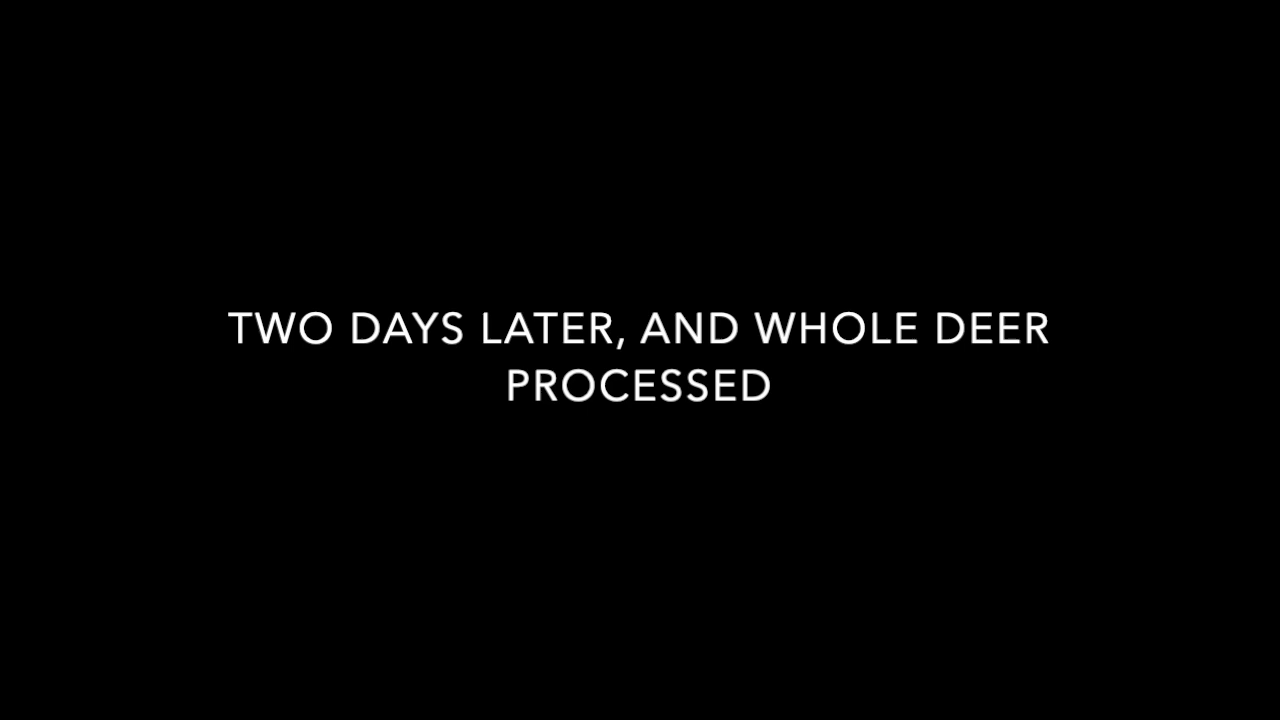 TWO DAYS LATER, AND WHOLE DEER
PROCESSED